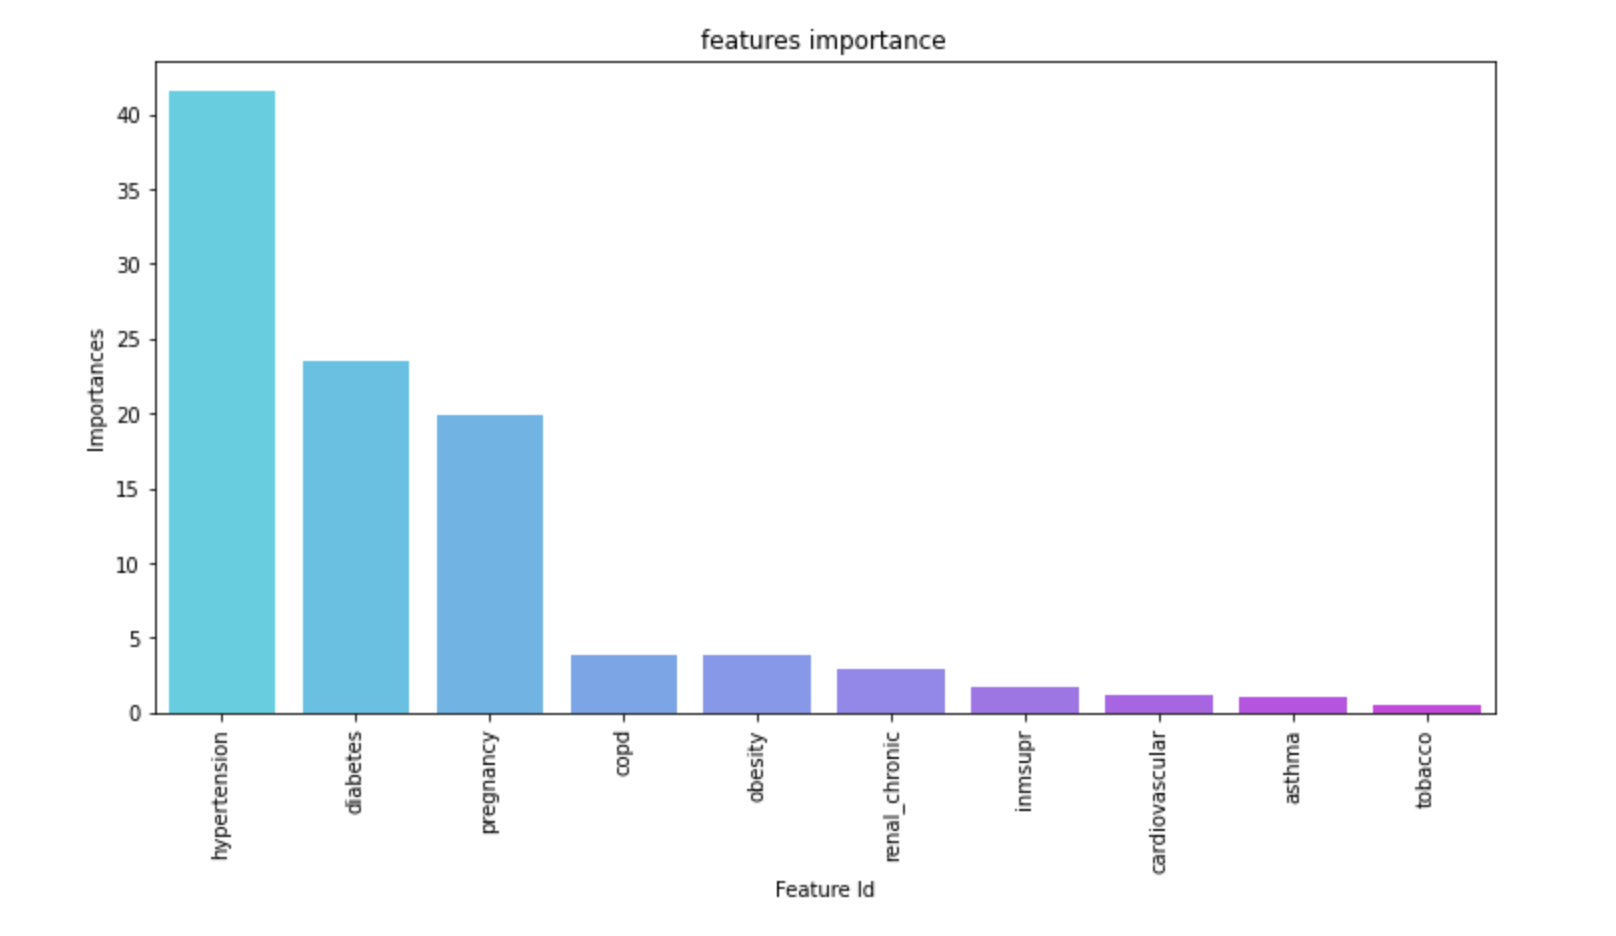 features importance
Importances
40
35
30
25
20
15
10
5
0
hypertension
diabetes
pregnancy
copd
obesity
renal_chronic
inmsupr
cardiovascular
asthma
tobacco
Feature Id